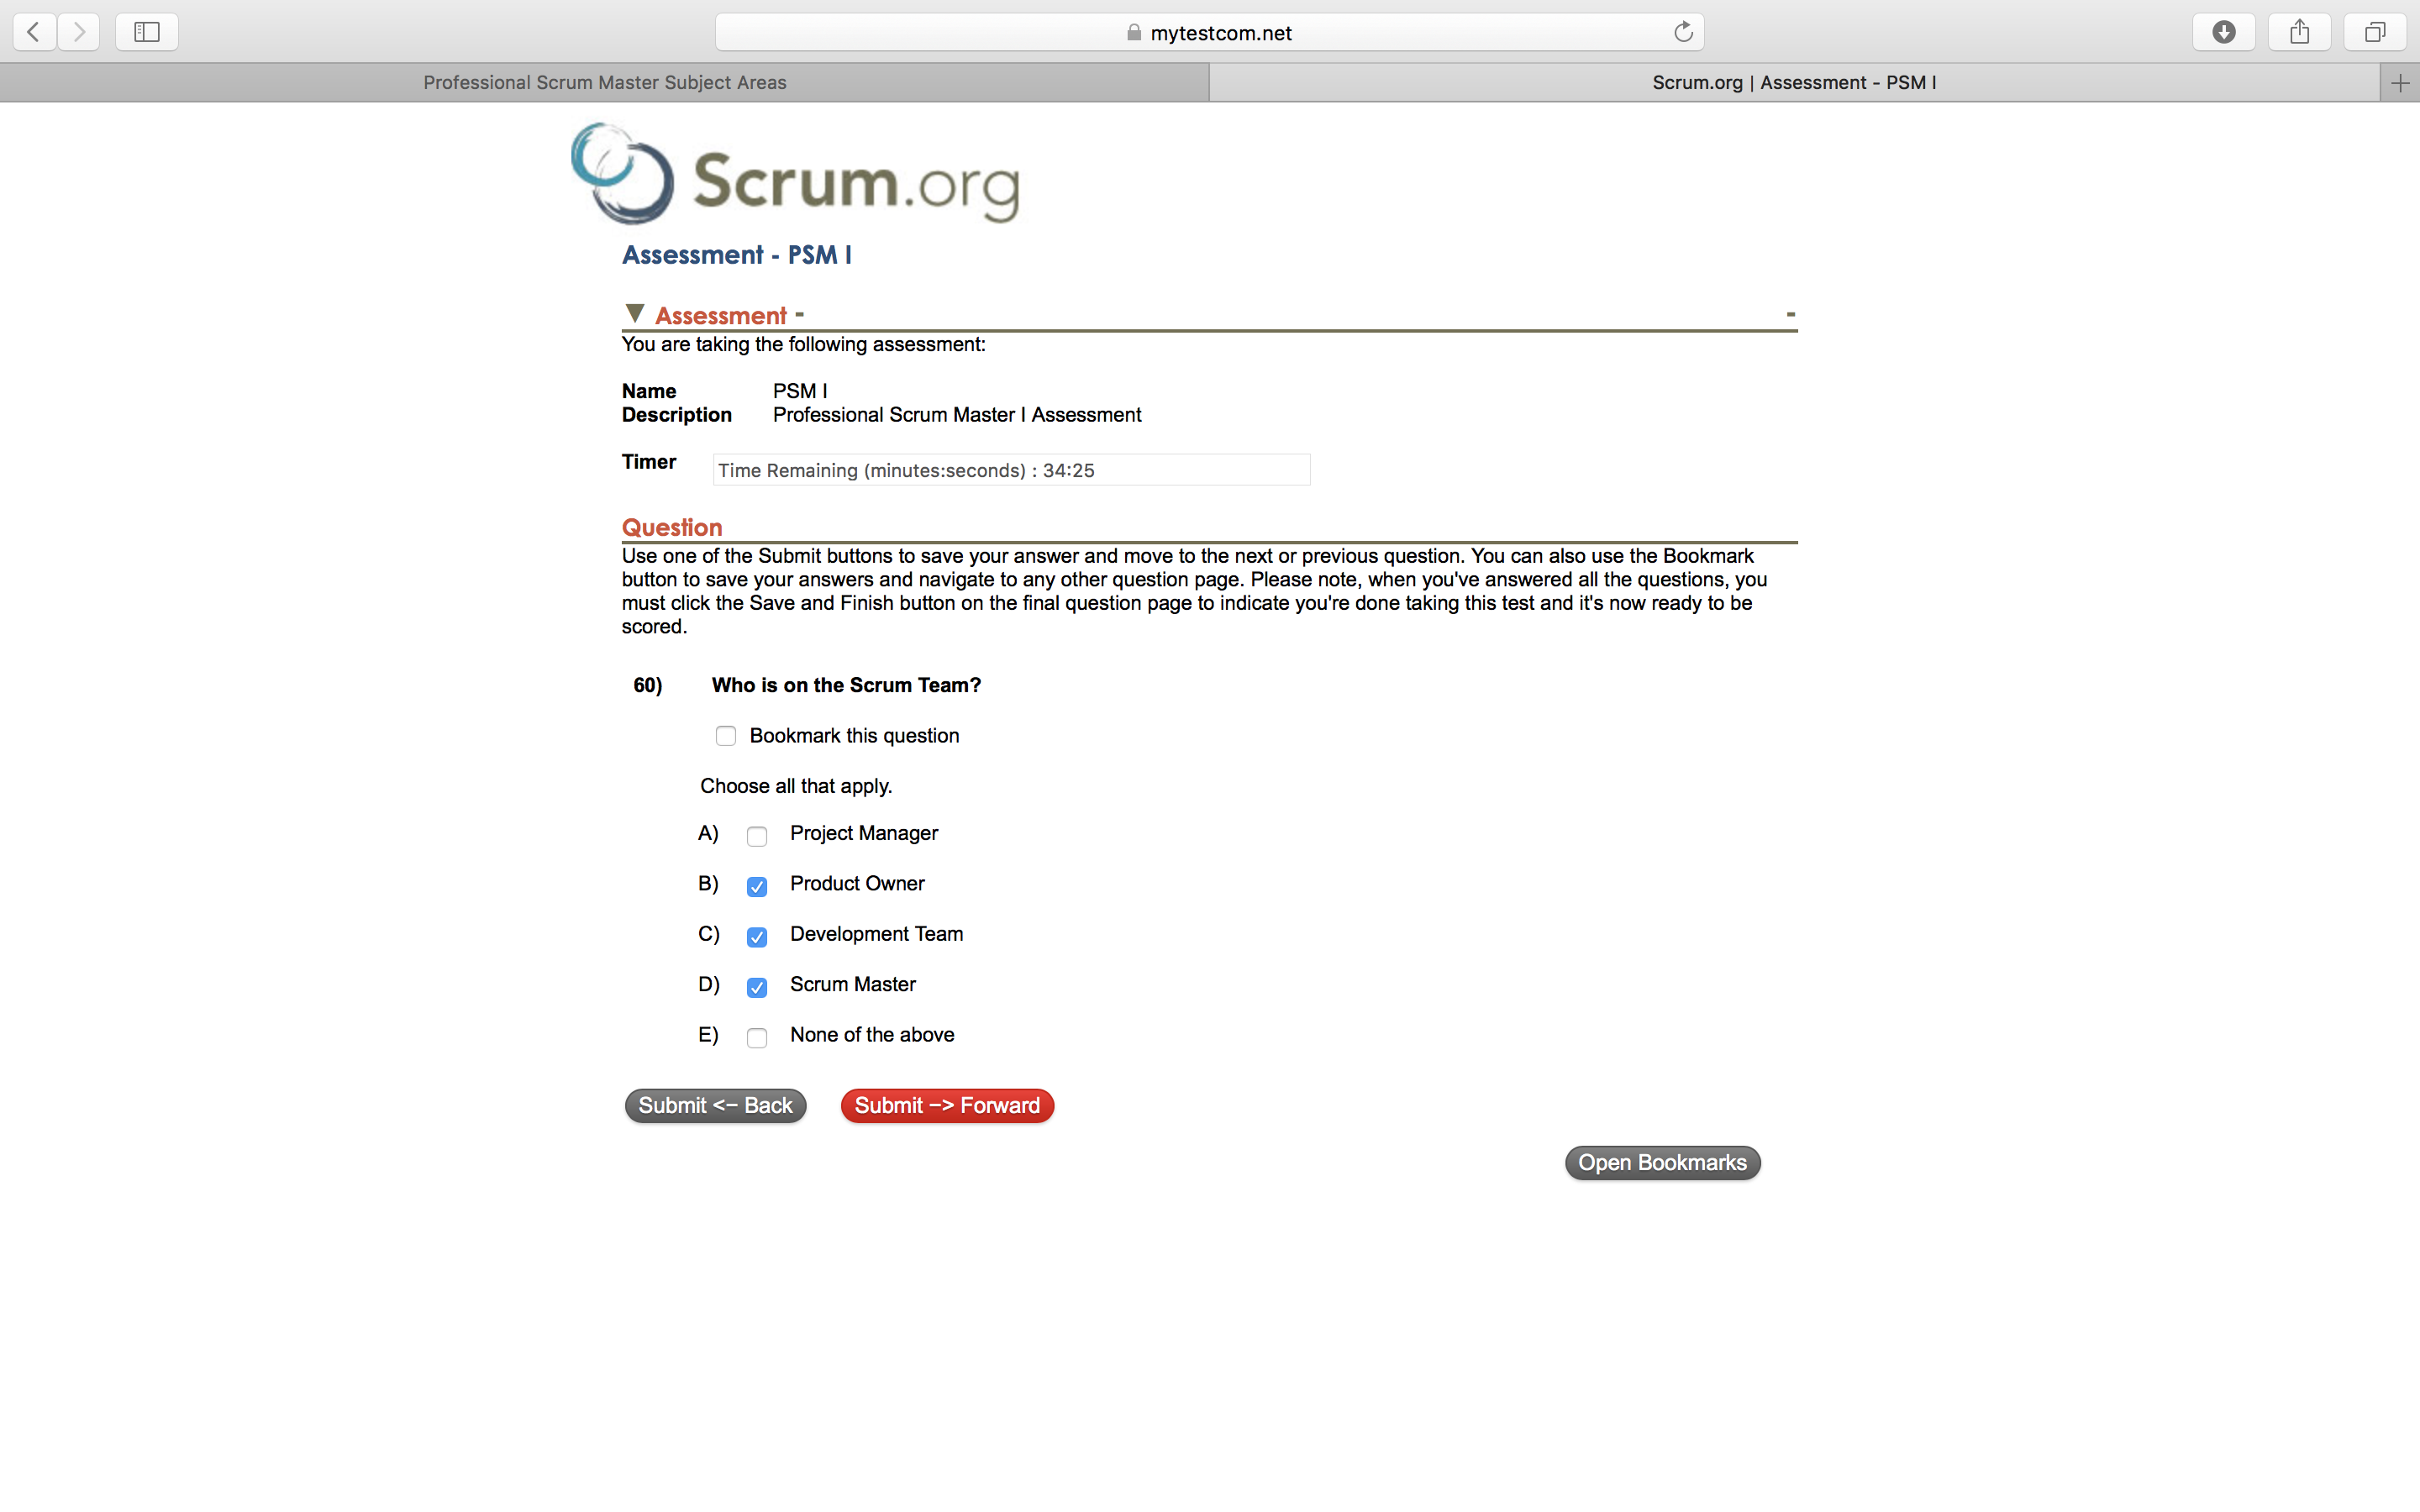 mytestcom.net
Professional Scrum Master Subject Areas
Scrum.org | Assessment - PSM I
Scrum.org
Assessment - PSM I
▼ Assessment - -
You are taking the following assessment:
Name PSM I
Description Professional Scrum Master I Assessment
Timer Time Remaining (minutes:seconds) : 34:25
Question
Use one of the Submit buttons to save your answer and move to the next or previous question. You can also use the Bookmark
button to save your answers and navigate to any other question page. Please note, when you've answered all the questions, you
must click the Save and Finish button on the final question page to indicate you're done taking this test and it's now ready to be
scored.
60) Who is on the Scrum Team?
Bookmark this question
Choose all that apply.
A) Project Manager
B) Product Owner
C) Development Team
D) Scrum Master
E) None of the above
Submit <- Back Submit -> Forward
Open Bookmarks